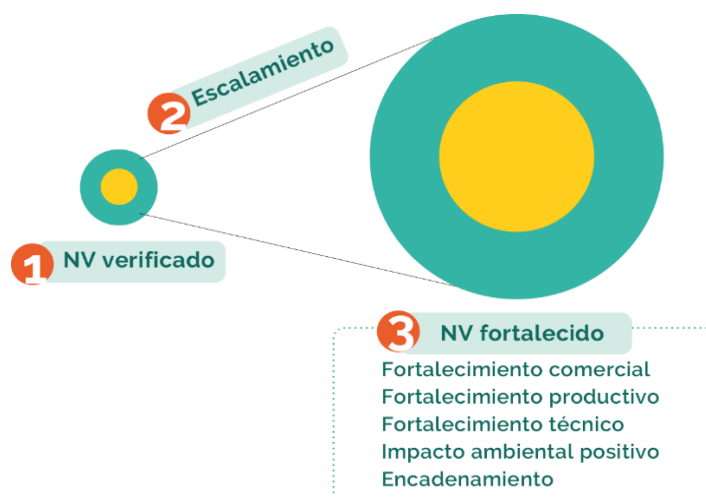 2 Escalamiento
1 NV verificado
3 NV fortalecido
Fortalecimiento comercial
Fortalecimiento productivo
Fortalecimiento técnico
Impacto ambiental positivo
Encadenamiento